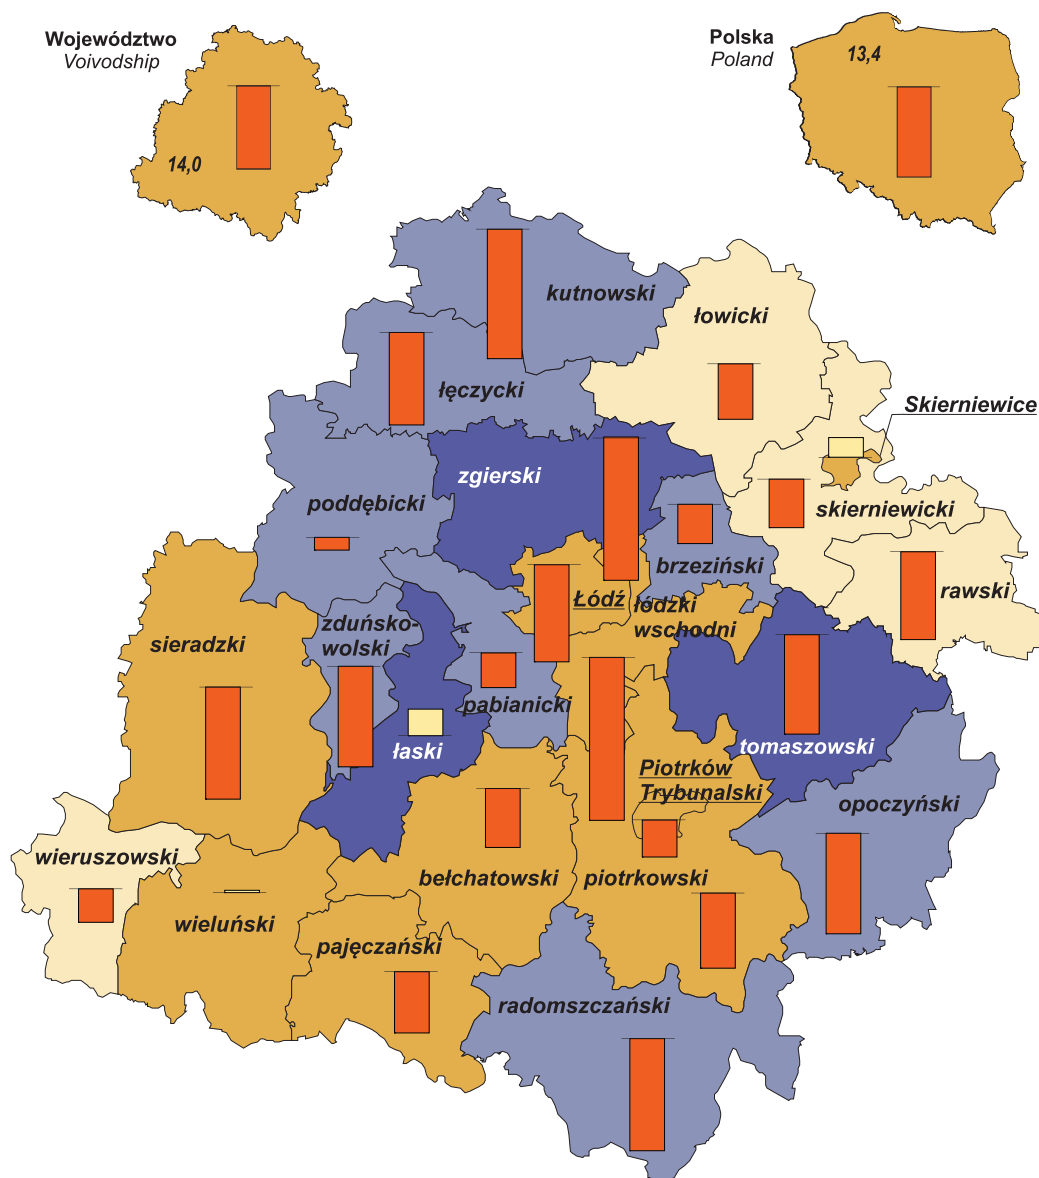 Województwo
Voivodship
14,0
Polska
Poland
13,4
kutnowski
łowicki
łęczycki
Skierniewice
zgierski
poddębicki
skierniewicki
brzeziński
rawski
Łódź
łódzki
wschodni
zduńsko-
wolski
sieradzki
pabianicki
łaski
tomaszowski
Piotrków
Trybunalski
opoczyński
wieruszowski
bełchatowski
piotrkowski
wieluński
pajęczański
radomszczański